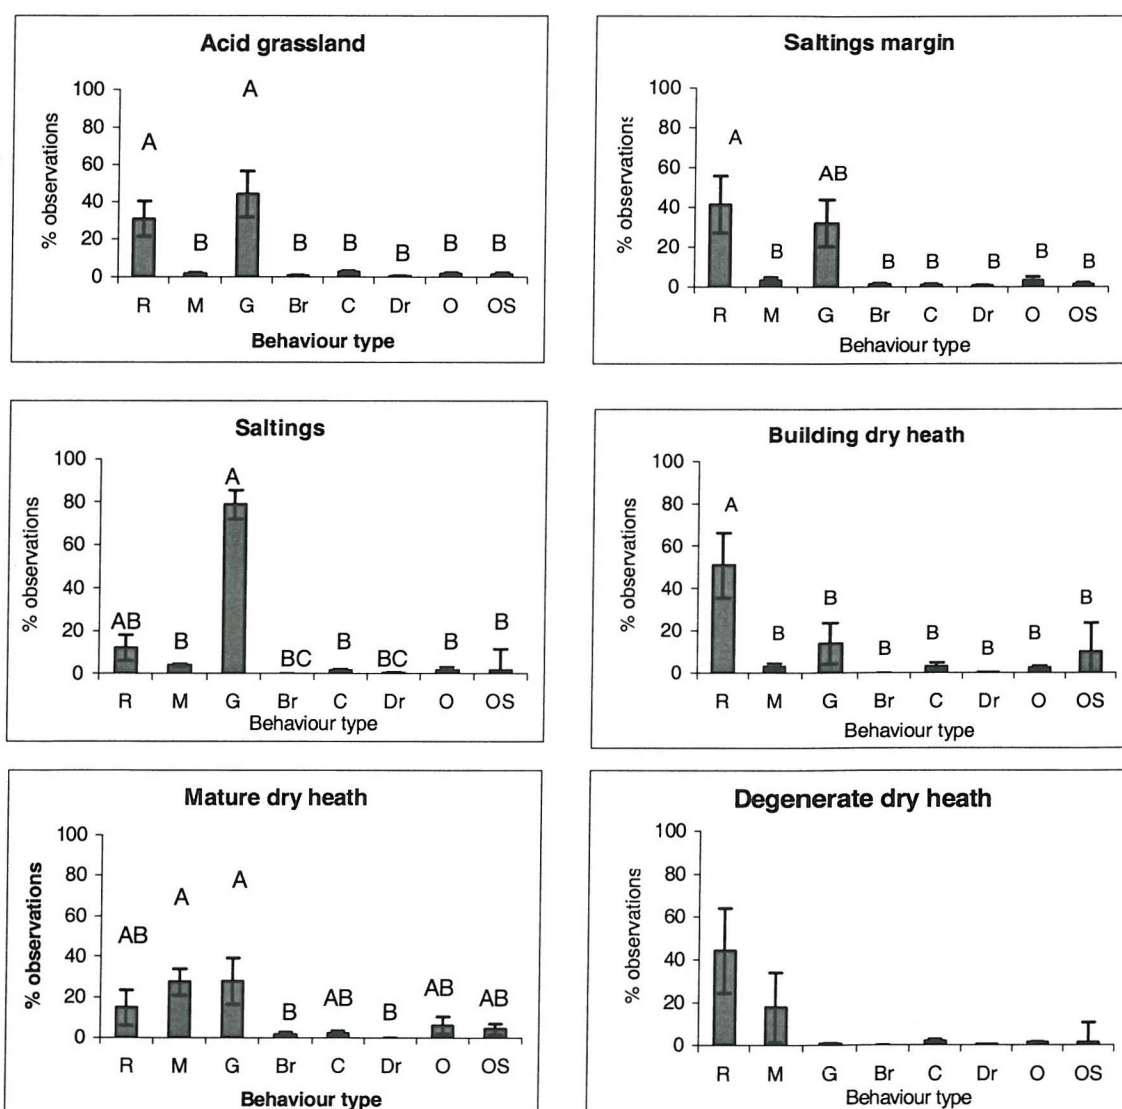 Acid grassland
A
100
80
A
60
40
20
B B B B B B
0
R M G Br C Dr O OS
Behaviour type
% observations
Saltings margin
100
80
A
AB
60
40
20
B B B B B B
0
R M G Br C Dr O OS
Behaviour type
% observations
Saltings
100
A
80
60
40
20
AB B BC B BC B B
0
R M G Br C Dr O OS
Behaviour type
% observations
Building dry heath
100
80
A
60
40
20
B B B B B B B
0
R M G Br C Dr O OS
Behaviour type
% observations
Mature dry heath
100
80
A A
60
AB
40
20
B AB B AB AB
0
R M G Br C Dr O OS
Behaviour type
% observations
Degenerate dry heath
100
80
60
40
20
0
R M G Br C Dr O OS
Behaviour type
% observations